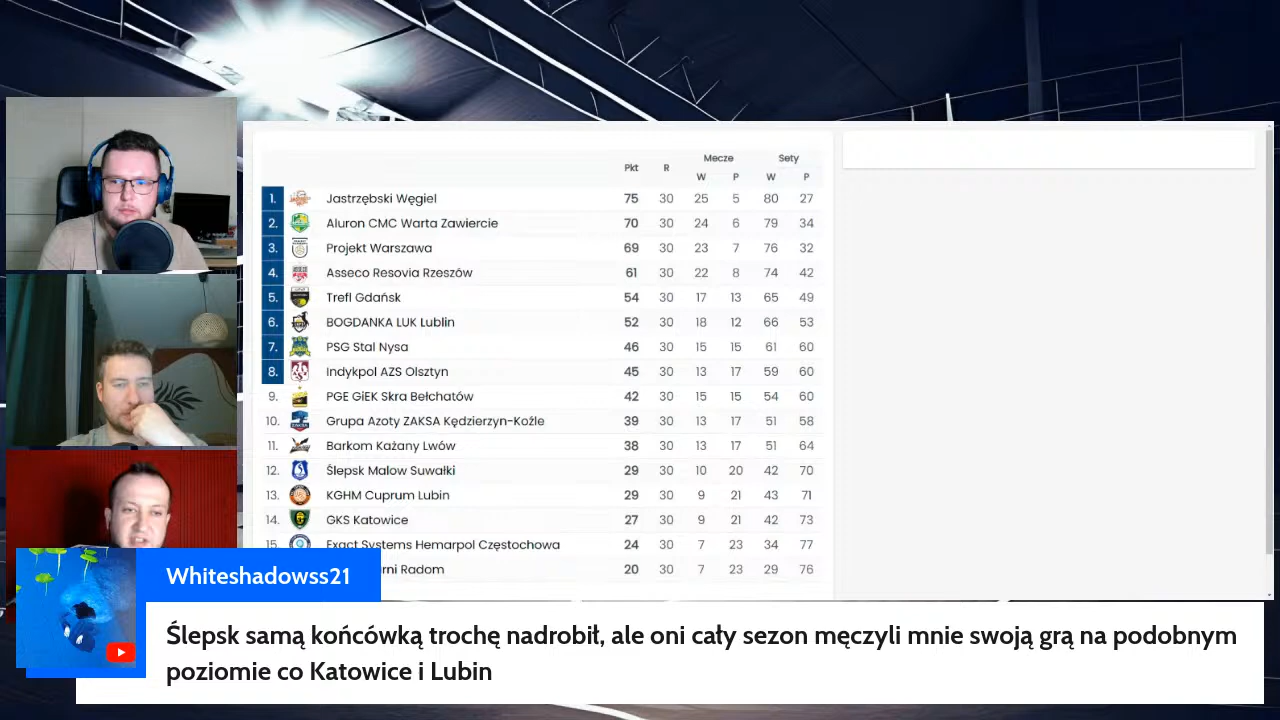 Mecze Sety
Pkt R W P W P
1. Jastrzębski Węgiel 75 30 25 5 80 27
2. Aluron CMC Warta Zawiercie 70 30 24 6 79 34
3. Projekt Warszawa 69 30 23 7 76 32
4. Asseco Resovia Rzeszów 61 30 22 8 74 42
5. Trefl Gdańsk 54 30 17 13 65 49
6. BOGDANKA LUK Lublin 52 30 18 12 66 53
7. PSG Stal Nysa 46 30 15 15 61 60
8. Indykpol AZS Olsztyn 45 30 13 17 59 60
9. PGE GiEK Skra Bełchatów 42 30 15 15 54 60
10. Grupa Azoty ZAKSA Kędzierzyn-Koźle 39 30 13 17 51 58
11. Barkom Każany Lwów 38 30 13 17 51 64
12. Ślepsk Malow Suwałki 29 30 10 20 42 70
13. KGHM Cuprum Lubin 29 30 9 21 43 71
14. GKS Katowice 27 30 9 21 42 73
15. Exact Systems Hemarpol Częstochowa 24 30 7 23 34 77
Radom 20 30 7 23 29 76
Whiteshadowss21
Ślepsk samą końcówką trochę nadrobił, ale oni cały sezon męczyli mnie swoją grą na podobnym
poziomie co Katowice i Lubin